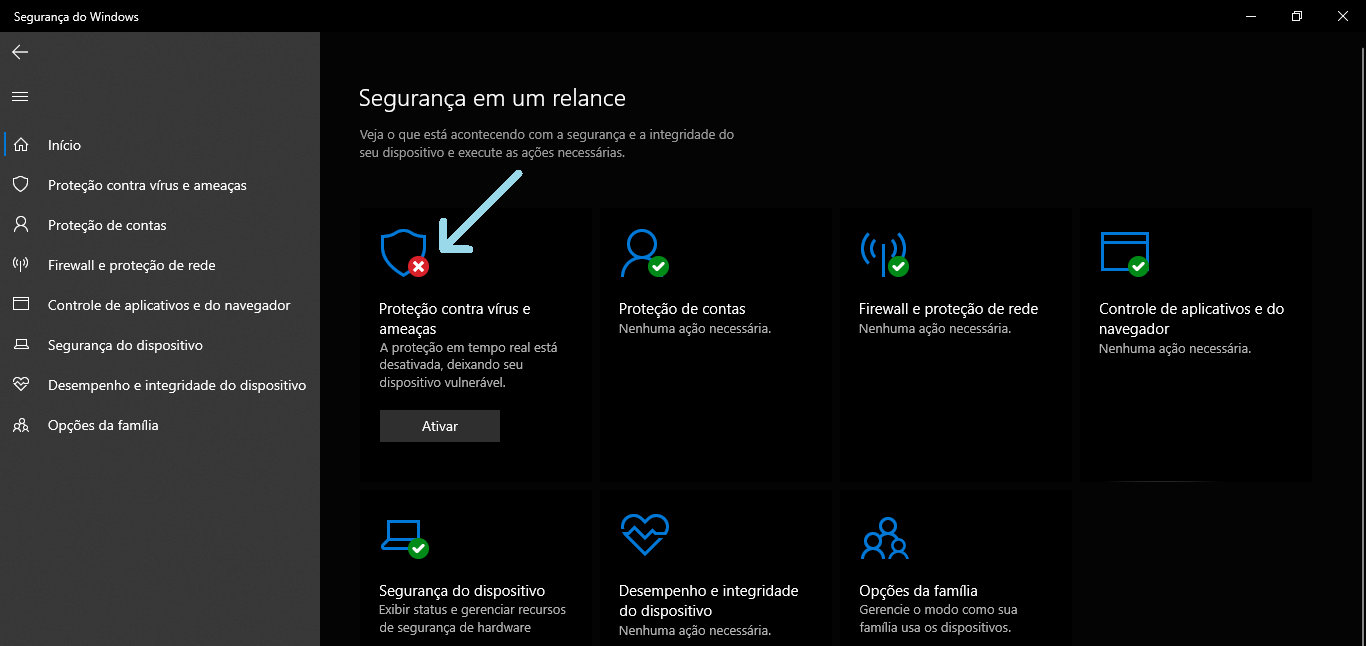 Segurança do Windows
Início
Proteção contra vírus e ameaças
Proteção de contas
Firewall e proteção de rede
Controle de aplicativos e do navegador
Segurança do dispositivo
Desempenho e integridade do dispositivo
Opções da família
Segurança em um relance
Veja o que está acontecendo com a segurança e a integridade do
seu dispositivo e execute as ações necessárias.
Proteção contra vírus e
ameaças
A proteção em tempo real está
desativada, deixando seu
dispositivo vulnerável.
Ativar
Proteção de contas
Nenhuma ação necessária.
Firewall e proteção de rede
Nenhuma ação necessária.
Controle de aplicativos e do
navegador
Nenhuma ação necessária.
Segurança do dispositivo
Exibir status e gerenciar recursos
de segurança de hardware
Desempenho e integridade
do dispositivo
Nenhuma ação necessária.
Opções da família
Gerencie o modo como sua
família usa os dispositivos.